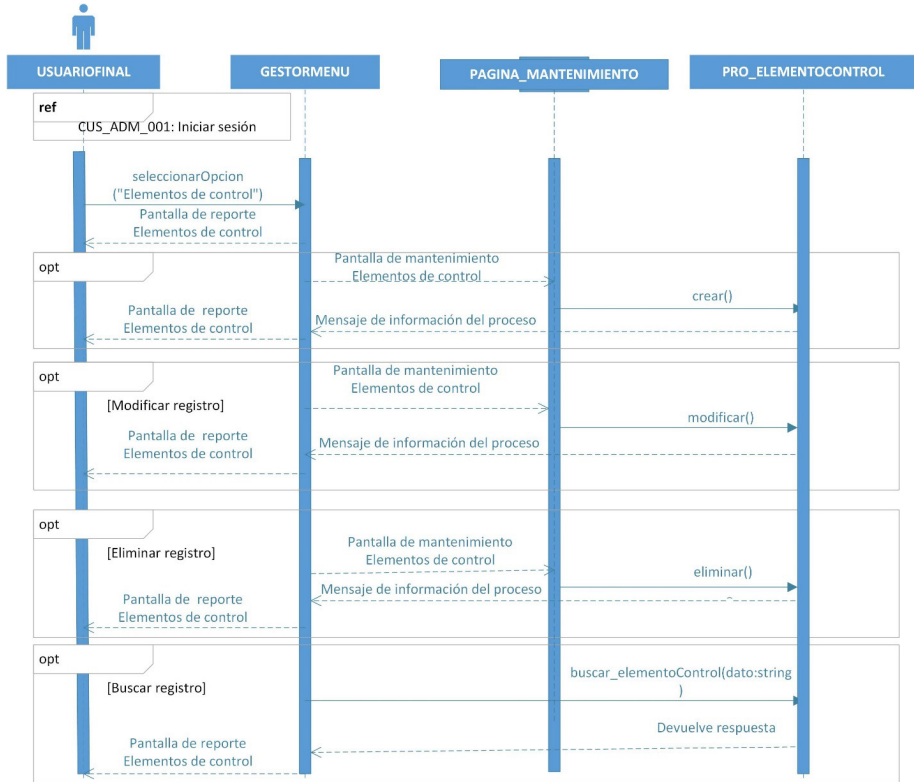 USUARIOFINAL
GESTORMENU
PAGINA_MANTENIMIENTO
PRO_ELEMENTOCONTROL
ref
CUS_ADM_001: Iniciar sesión
seleccionarOpcion
("Elementos de control")
Pantalla de reporte
Elementos de control
opt
Pantalla de mantenimiento
Elementos de control
crear()
Mensaje de información del proceso
Pantalla de reporte
Elementos de control
opt
[Modificar registro]
Pantalla de mantenimiento
Elementos de control
modificar()
Mensaje de información del proceso
Pantalla de reporte
Elementos de control
opt
[Eliminar registro]
Pantalla de mantenimiento
Elementos de control
eliminar()
Mensaje de información del proceso
Pantalla de reporte
Elementos de control
opt
[Buscar registro]
buscar_elementoControl(dato:string
)
Devuelve respuesta
Pantalla de reporte
Elementos de control